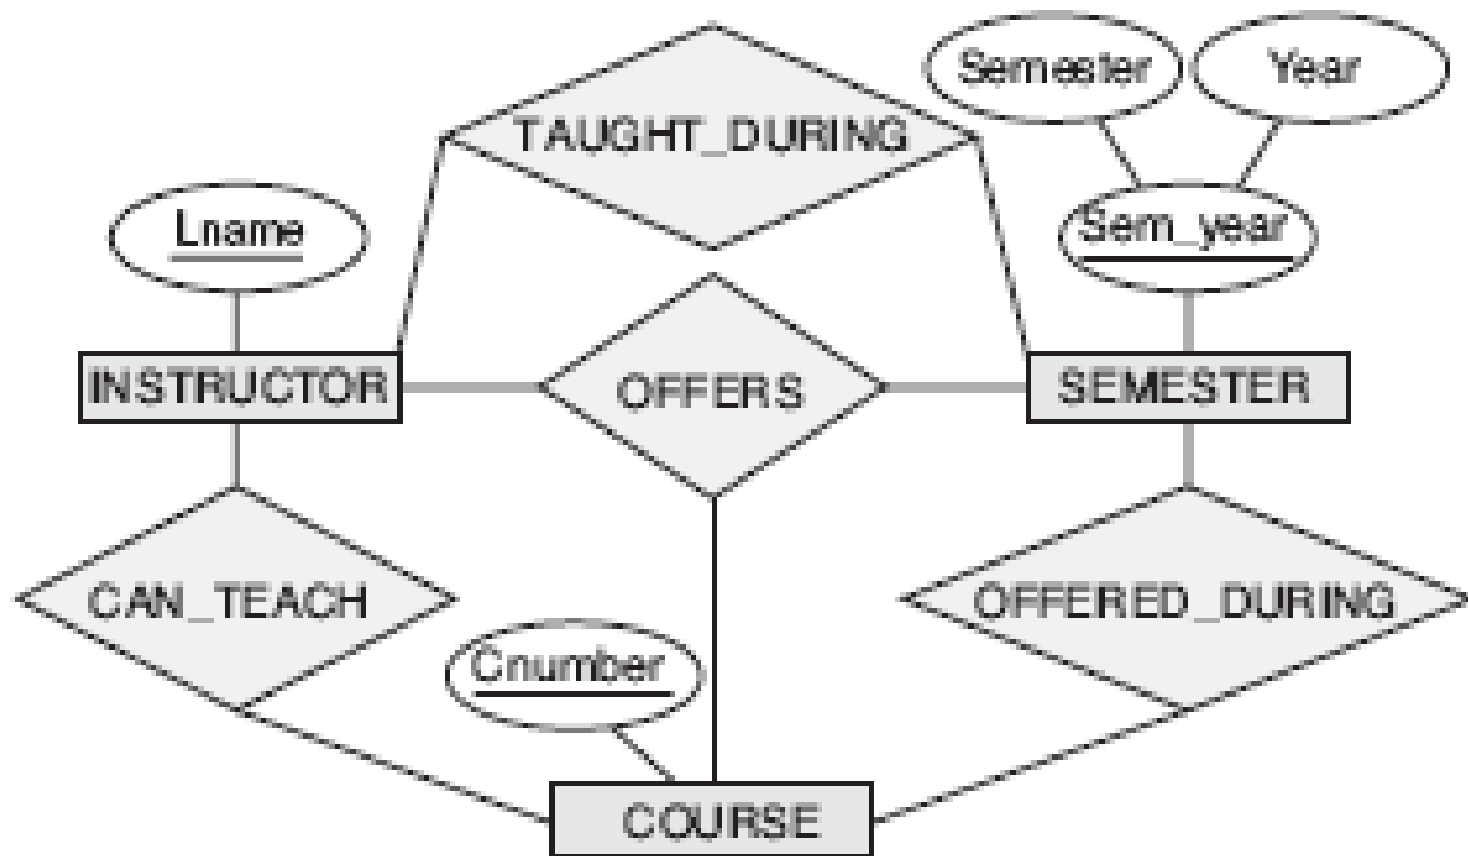 Semester
Year
TAUGHT_DURING
Lname
Sem_year
INSTRUCTOR
OFFERS
SEMESTER
CAN_TEACH
OFFERED_DURING
Cnumber
COURSE